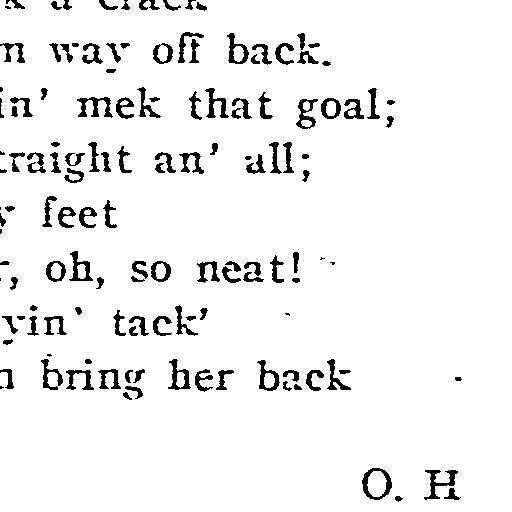 a crack
way off back.
in' mek that goal;
traight an' all;
feet
, oh, so neat!
yin' tack'
bring her back
O. H